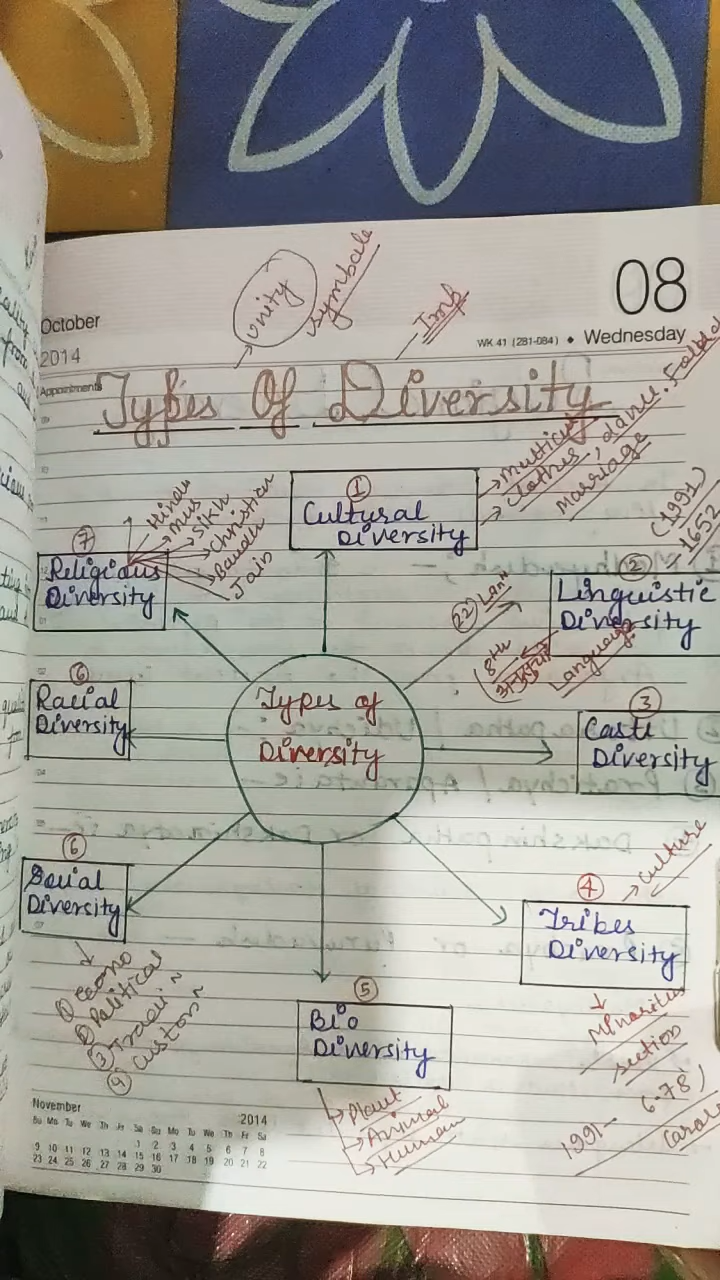 Unity
Symbale
Imp
October
2014
08
WK 41 (281-084) • Wednesday
Appointments
Types Of Diversity
①
Cultural
Diversity
→ Multicul
→ Clothes, dance.
Marriage
(1991)
1652
②
Linguistic
Diversity
Language
22 Lanⁿ
8th
अनुसूची
③
Caste
Diversity
④
Tribes
Diversity
→ Culture
section
1991- 6.78
⑤
Bio
Diversity
→ Plant
→ Animal
→ Human
⑥
Social
Diversity
① Econo
② Political
③ Tradi~
④ Custom~
⑥
Racial
Diversity
⑦
Religious
Diversity
Hindu
Mus
Sikh
Christian
Baudh
Jain
Types of
Diversity
November 2014
Su Mo Tu We Th Fr Sa Su Mo Tu We Th Fr Sa
1 2 3 4 5 6 7 8
9 10 11 12 13 14 15 16 17 18 19 20 21 22
23 24 25 26 27 28 29 30